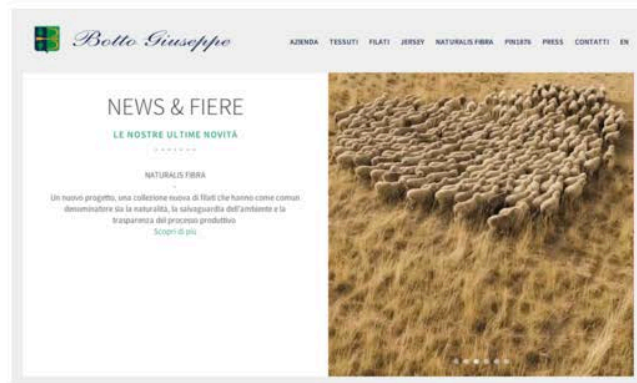 Botto Giuseppe
AZIENDA TESSUTI FILATI JERSEY NATURALIS FIBRA PIN1876 PRESS CONTATTI EN
NEWS & FIERE
LE NOSTRE ULTIME NOVITÀ
NATURALIS FIBRA
-
Un nuovo progetto, una collezione nuova di filati che hanno come comun
denominatore sia la naturalità, la salvaguardia dell'ambiente e la
trasparenza del processo produttivo
Scopri di più